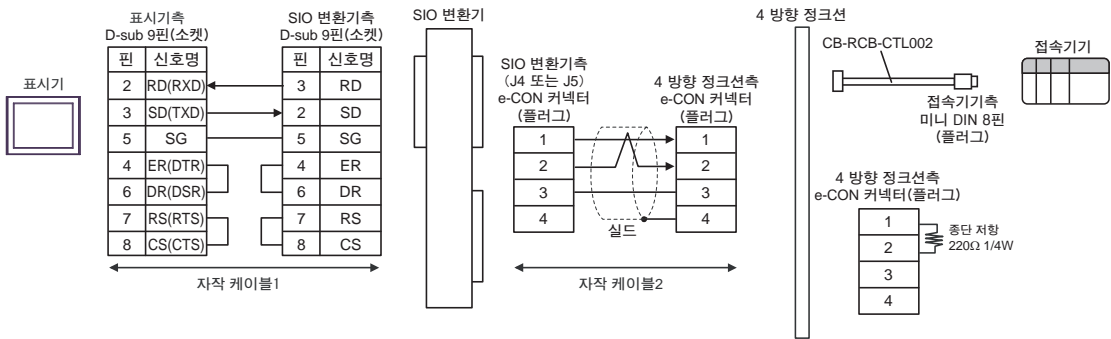 표시기
표시기측
D-sub 9핀(소켓)
핀 신호명
2 RD(RXD)
3 SD(TXD)
5 SG
4 ER(DTR)
6 DR(DSR)
7 RS(RTS)
8 CS(CTS)
SIO 변환기측
D-sub 9핀(소켓)
핀 신호명
3 RD
2 SD
5 SG
4 ER
6 DR
7 RS
8 CS
자작 케이블1
SIO 변환기
SIO 변환기측
(J4 또는 J5)
e-CON 커넥터
(플러그)
1
2
3
4
실드
4 방향 정크션측
e-CON 커넥터
(플러그)
1
2
3
4
자작 케이블2
4 방향 정크션
CB-RCB-CTL002
접속기기측
미니 DIN 8핀
(플러그)
접속기기
4 방향 정크션측
e-CON 커넥터(플러그)
1
2
3
4
종단 저항
220Ω 1/4W